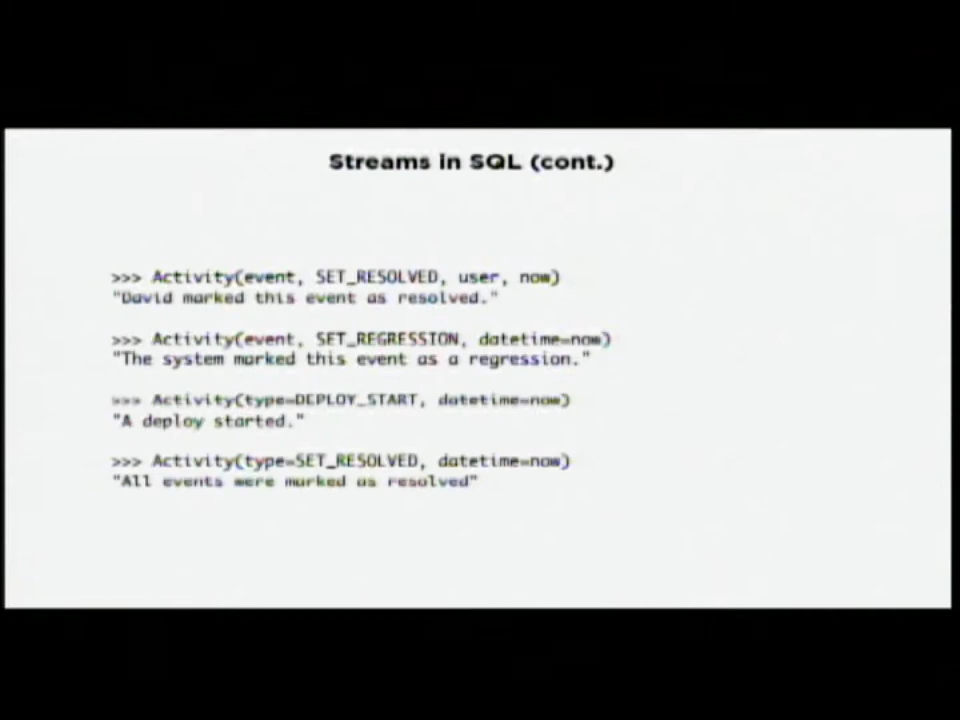 Streams in SQL (cont.)
>>> Activity(event, SET_RESOLVED, user, now)
"David marked this event as resolved."
>>> Activity(event, SET_REGRESSION, datetime=now)
"The system marked this event as a regression."
>>> Activity(type=DEPLOY_START, datetime=now)
"A deploy started."
>>> Activity(type=SET_RESOLVED, datetime=now)
"All events were marked as resolved"